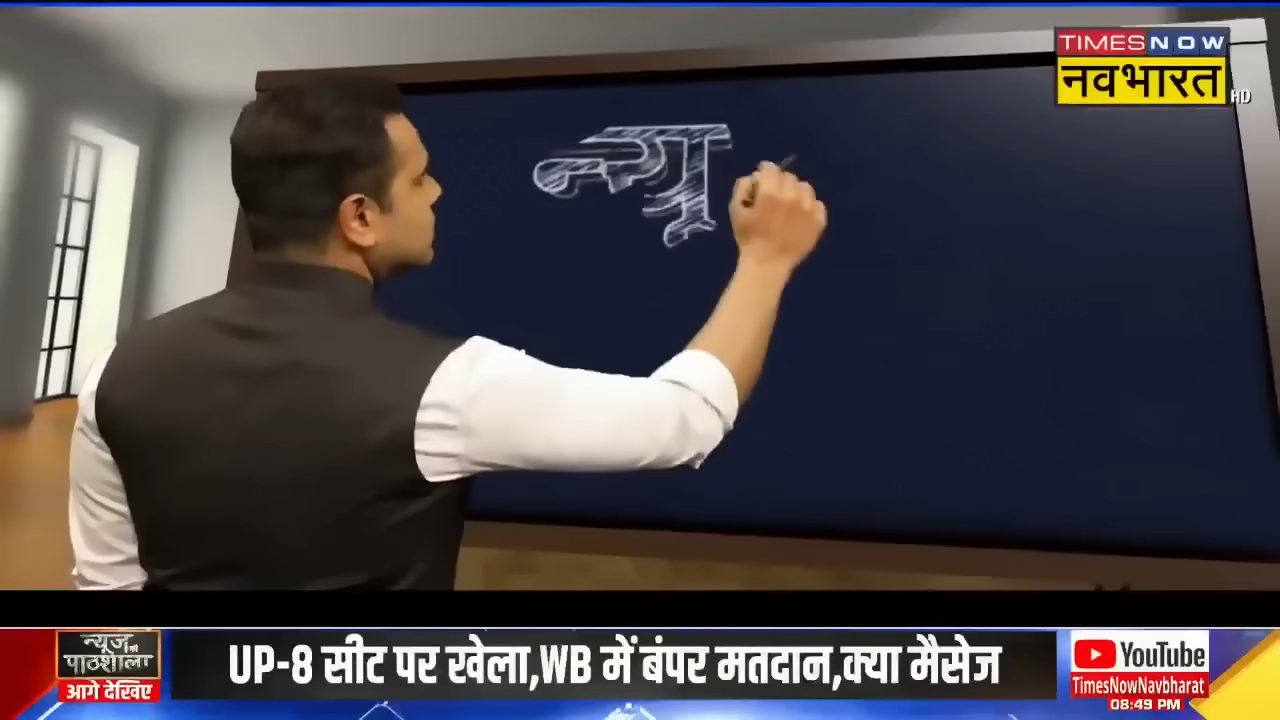 TIMES NOW
नवभारत
HD
न्यू
न्यूज की
पाठशाला
आगे देखिए
UP-8 सीट पर खेला,WB में बंपर मतदान,क्या मैसेज
YouTube
TimesNowNavbharat
08:49 PM